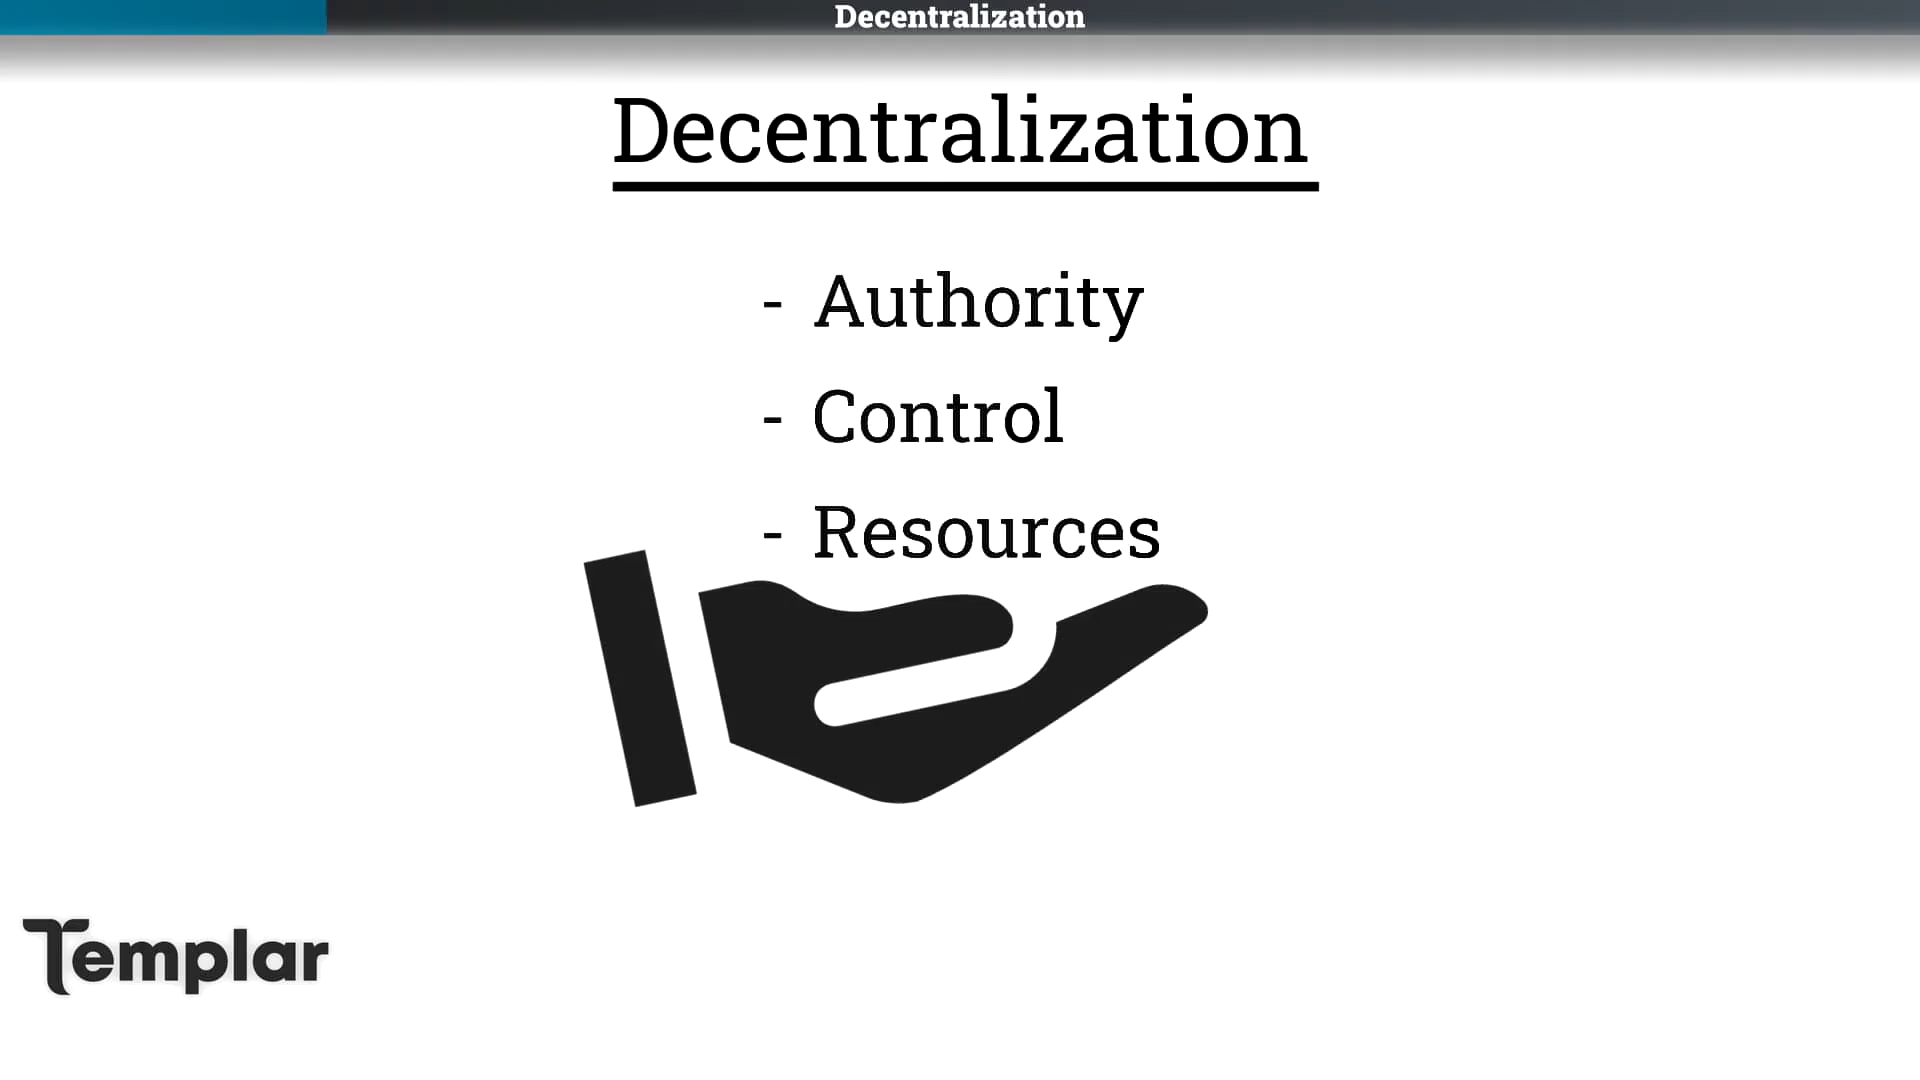 Decentralization
Decentralization
- Authority
- Control
- Resources
Templar